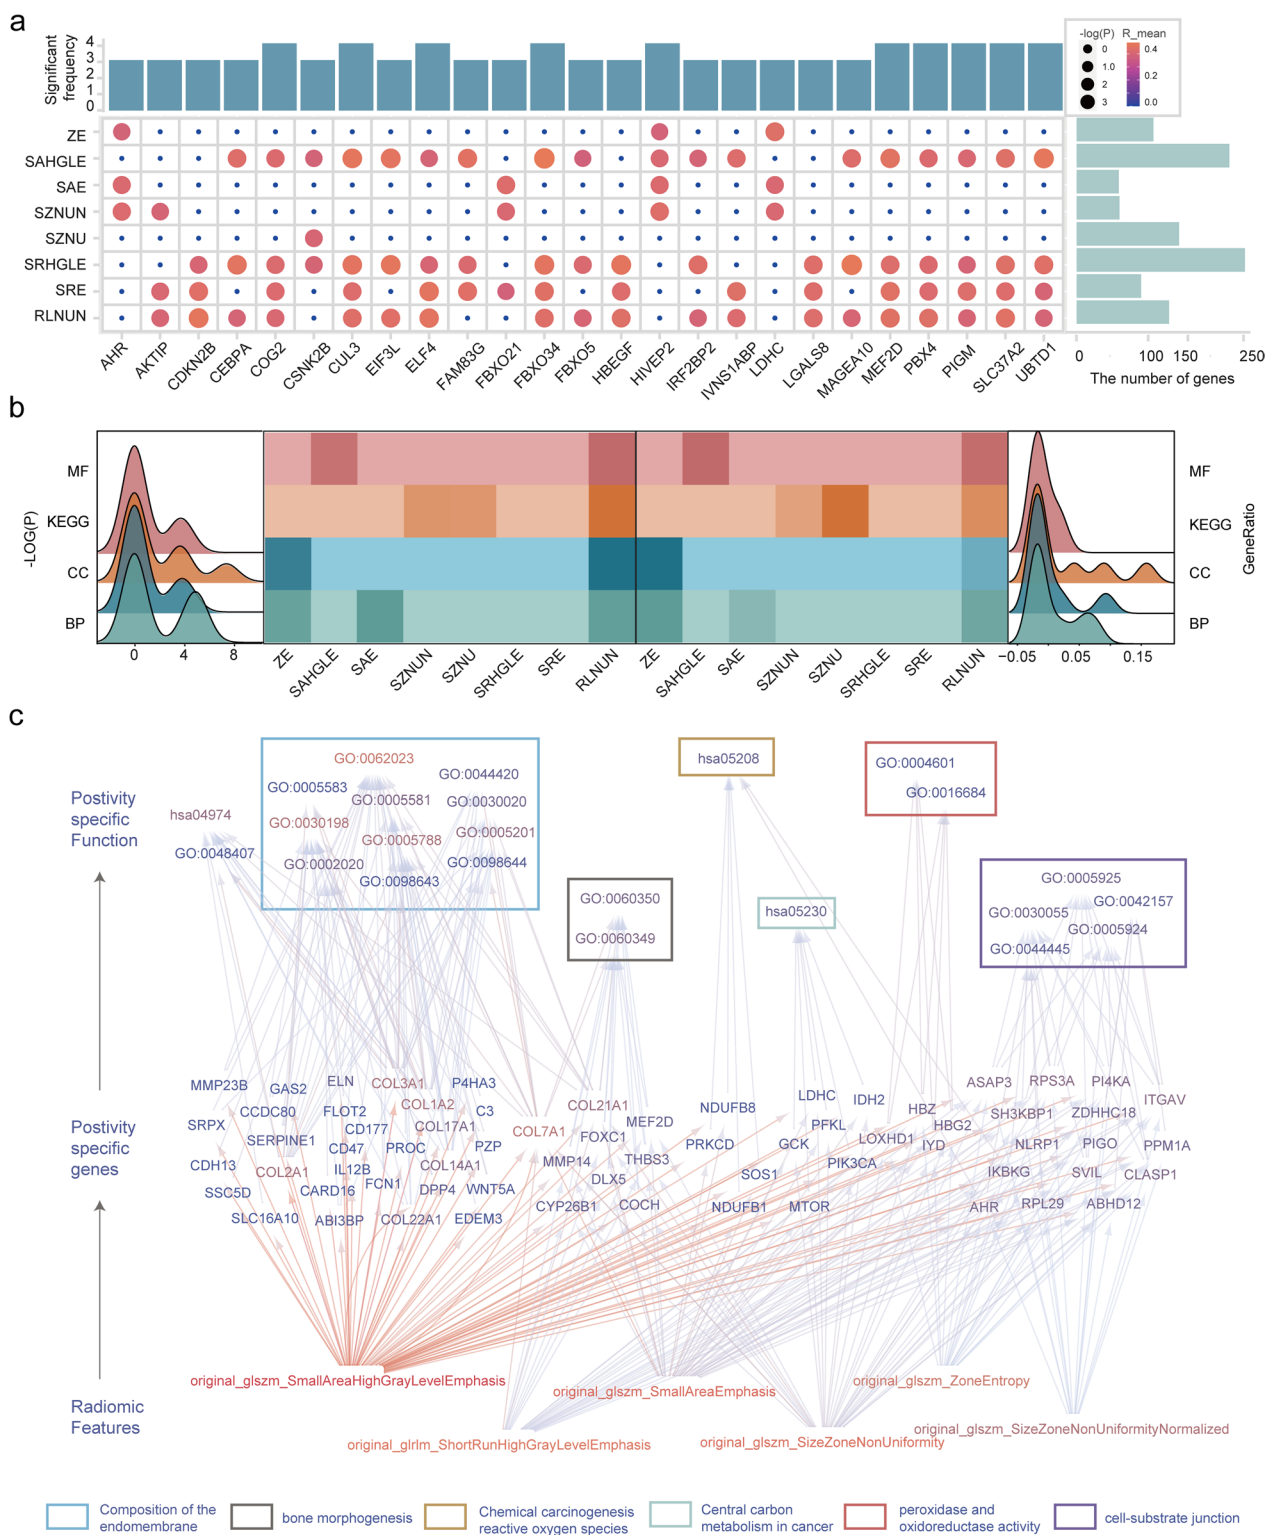 a
Significant
frequency
4
3
2
1
0
-log(P)
R_mean
0
1.0
2
3
0.4
0.2
0.0
ZE
SAHGLE
SAE
SZNUN
SZNU
SRHGLE
SRE
RLNUN
AHR
AKTIP
CDKN2B
CEBPA
COG2
CSNK2B
CUL3
EIF3L
ELF4
FAM83G
FBXO21
FBXO34
FBXO5
HBEGF
HIVEP2
IRF2BP2
IVNS1ABP
LDHC
LGALS8
MAGEA10
MEF2D
PBX4
PIGM
SLC37A2
UBTD1
0 100 150 250
The number of genes
b
-LOG(P)
MF
KEGG
CC
BP
0 4 8
ZE
SAHGLE
SAE
SZNUN
SZNU
SRHGLE
SRE
RLNUN
ZE
SAHGLE
SAE
SZNUN
SZNU
SRHGLE
SRE
RLNUN
−0.05 0.05 0.15
MF
KEGG
CC
BP
GeneRatio
c
Postivity
specific
Function
hsa04974
GO:0048407
GO:0062023
GO:0044420
GO:0005583
GO:0005581
GO:0030020
GO:0030198
GO:0005788
GO:0005201
GO:0002020
GO:0098644
GO:0098643
GO:0060350
GO:0060349
hsa05208
hsa05230
GO:0004601
GO:0016684
GO:0005925
GO:0042157
GO:0030055
GO:0005924
GO:0044445
Postivity
specific
genes
MMP23B
GAS2
ELN
COL3A1
P4HA3
SRPX
CCDC80
FLOT2
COL1A2
C3
CD177
COL17A1
SERPINE1
CD47
PROC
PZP
CDH13
COL2A1
IL12B
COL14A1
SSC5D
CARD16
FCN1
DPP4
WNT5A
SLC16A10
ABI3BP
COL22A1
EDEM3
COL7A1
COL21A1
FOXC1
MEF2D
MMP14
THBS3
DLX5
CYP26B1
COCH
NDUFB8
PRKCD
SOS1
NDUFB1
LDHC
IDH2
PFKL
GCK
LOXHD1
PIK3CA
MTOR
HBZ
HBG2
IYD
ASAP3
RPS3A
PI4KA
ITGAV
SH3KBP1
ZDHHC18
NLRP1
PIGO
PPM1A
IKBKG
SVIL
CLASP1
AHR
RPL29
ABHD12
Radiomic
Features
original_glszm_SmallAreaHighGrayLevelEmphasis
original_glszm_SmallAreaEmphasis
original_glszm_ZoneEntropy
original_glrlm_ShortRunHighGrayLevelEmphasis
original_glszm_SizeZoneNonUniformity
original_glszm_SizeZoneNonUniformityNormalized
Composition of the
endomembrane
bone morphogenesis
Chemical carcinogenesis
reactive oxygen species
Central carbon
metabolism in cancer
peroxidase and
oxidoreductase activity
cell-substrate junction